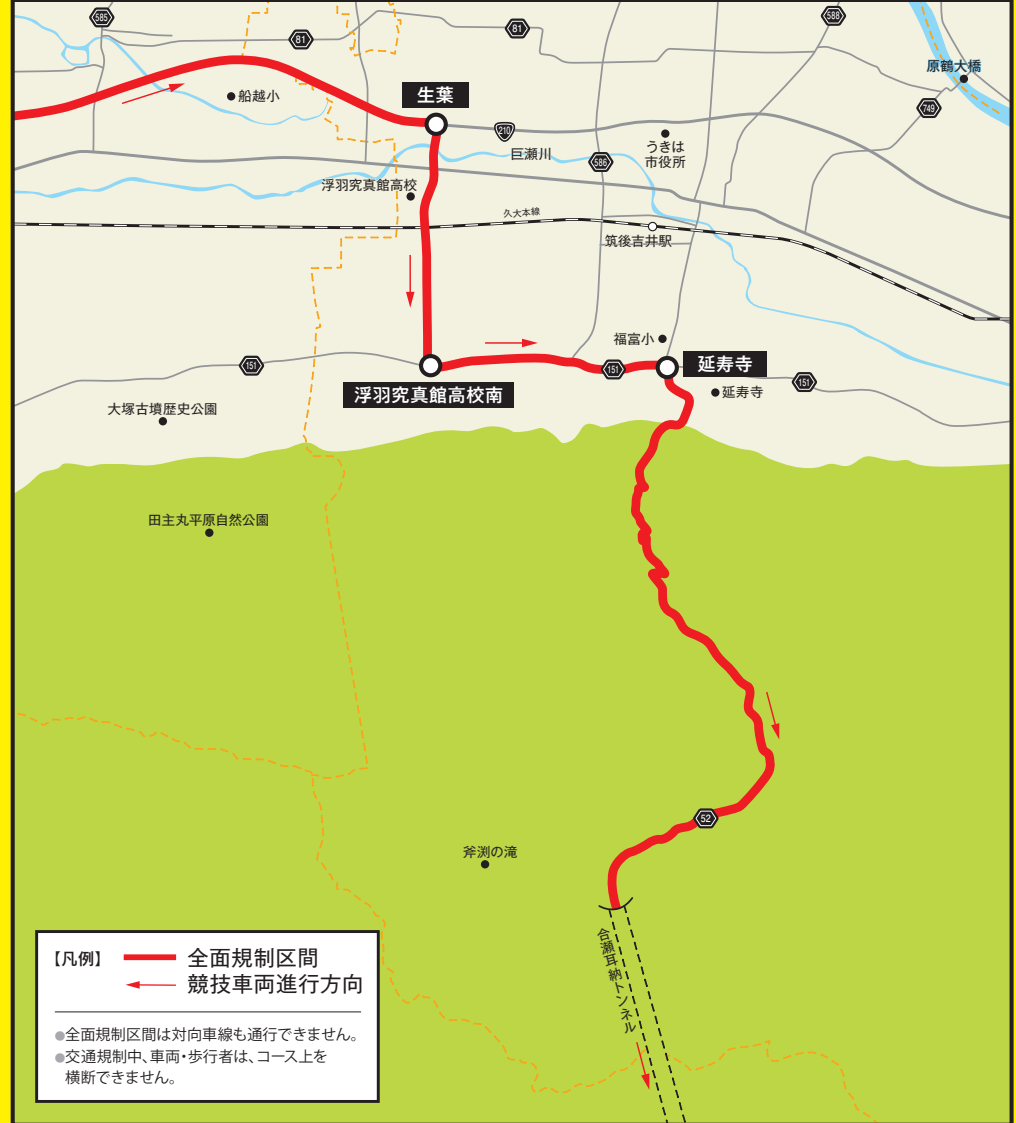 585
81
81
588
原鶴大橋
船越小
生葉
749
210
巨瀬川
うきは
市役所
586
浮羽究真館高校
久大本線
筑後吉井駅
福富小
151
151
延寿寺
151
浮羽究真館高校南
延寿寺
大塚古墳歴史公園
田主丸平原自然公園
52
斧渕の滝
合瀬耳納トンネル
【凡例】
全面規制区間
競技車両進行方向
●全面規制区間は対向車線も通行できません。
●交通規制中、車両・歩行者は、コース上を
横断できません。